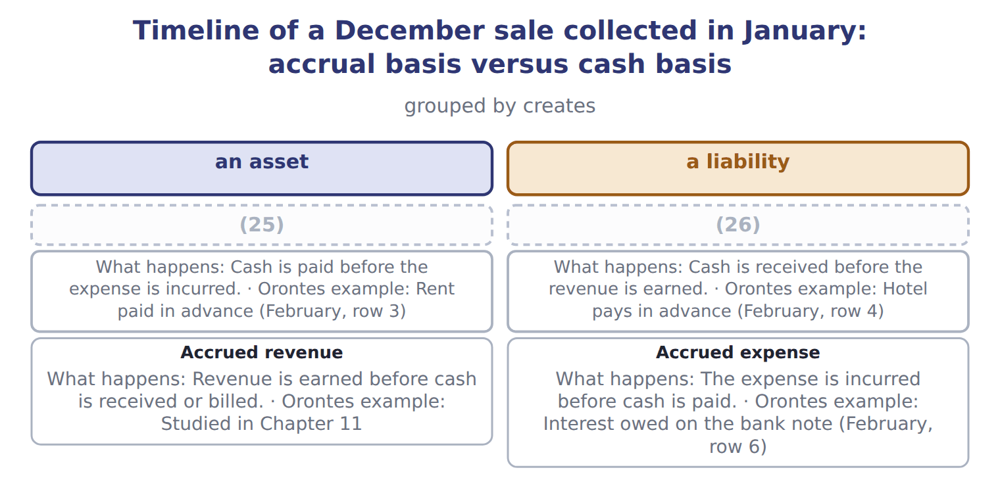 Timeline of a December sale collected in January:
accrual basis versus cash basis
grouped by creates
an asset
(25)
What happens: Cash is paid before the
expense is incurred. · Orontes example: Rent
paid in advance (February, row 3)
Accrued revenue
What happens: Revenue is earned before cash
is received or billed. · Orontes example:
Studied in Chapter 11
a liability
(26)
What happens: Cash is received before the
revenue is earned. · Orontes example: Hotel
pays in advance (February, row 4)
Accrued expense
What happens: The expense is incurred
before cash is paid. · Orontes example:
Interest owed on the bank note (February,
row 6)